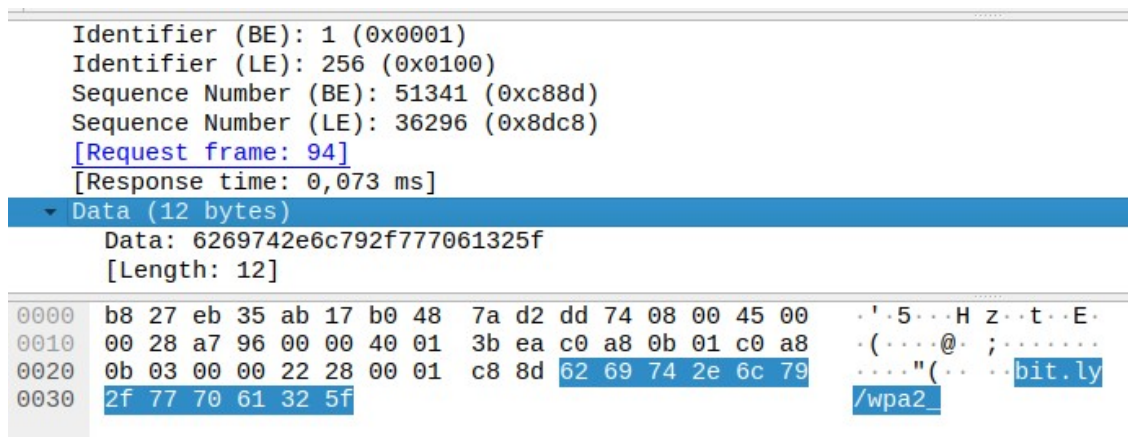 Identifier (BE): 1 (0x0001)
Identifier (LE): 256 (0x0100)
Sequence Number (BE): 51341 (0xc88d)
Sequence Number (LE): 36296 (0x8dc8)
[Request frame: 94]
[Response time: 0,073 ms]
Data (12 bytes)
Data: 6269742e6c792f777061325f
[Length: 12]
0000 b8 27 eb 35 ab 17 b0 48 7a d2 dd 74 08 00 45 00 ·'·5···H z··t··E·
0010 00 28 a7 96 00 00 40 01 3b ea c0 a8 0b 01 c0 a8 ·(····@· ;·······
0020 0b 03 00 00 22 28 00 01 c8 8d 62 69 74 2e 6c 79 ····"(·· ··bit.ly
0030 2f 77 70 61 32 5f /wpa2_